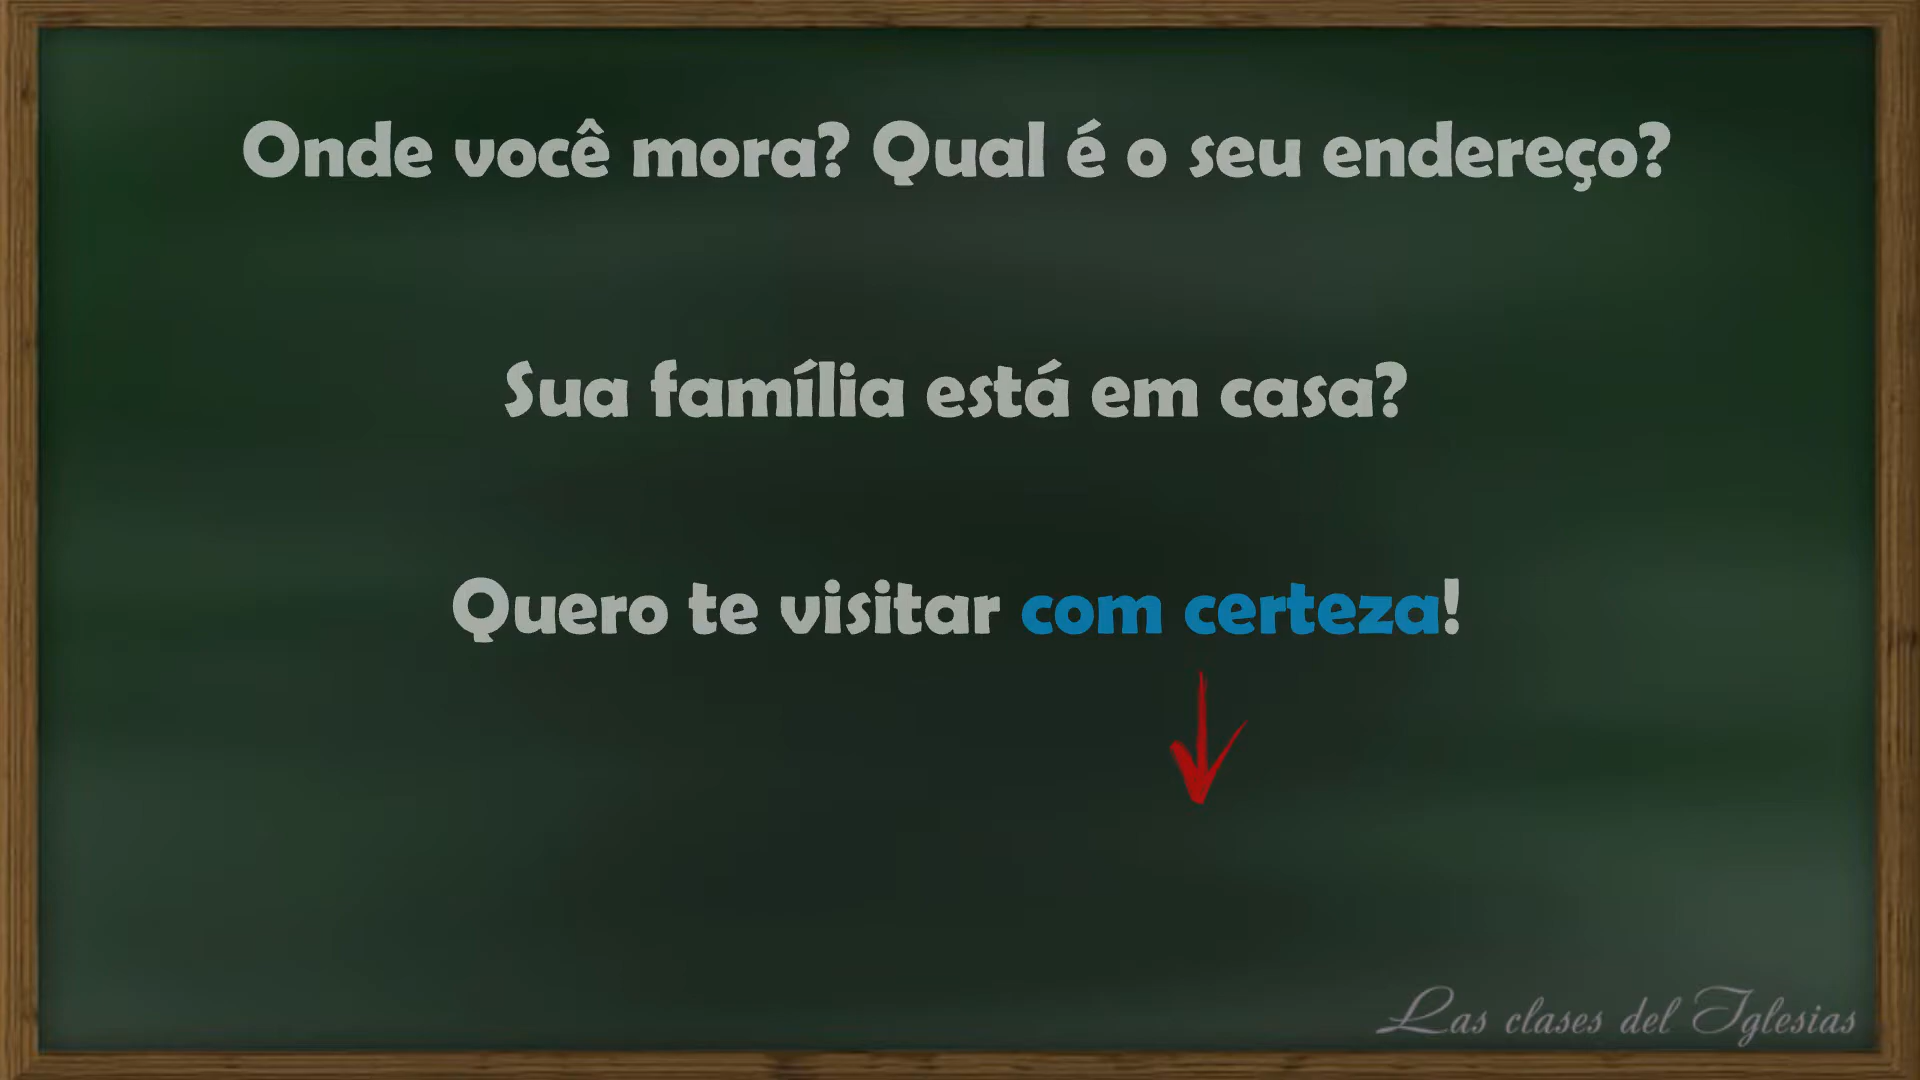 Onde você mora? Qual é o seu endereço?
Sua família está em casa?
Quero te visitar com certeza!
Las clases del Iglesias